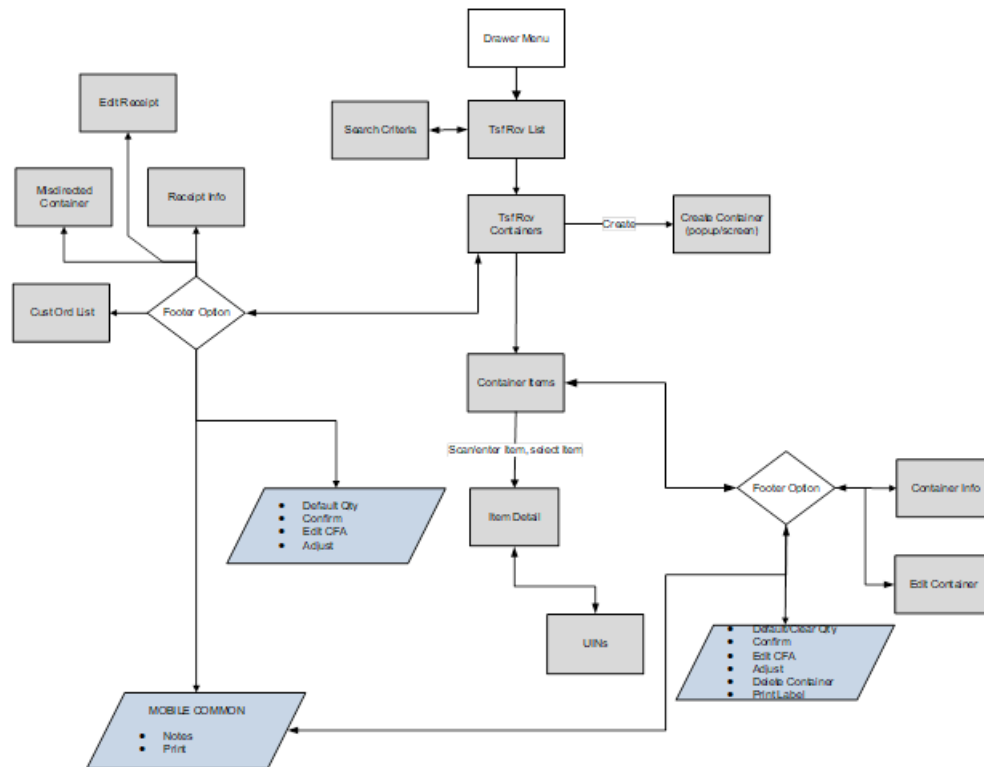 Drawer Menu
Edit Receipt
Search Criteria
Tsf Rcv List
Misdirected
Container
Receipt Info
Tsf Rcv
Containers
Create
Create Container
(popup/screen)
Cust Ord List
Footer Option
Container Items
Scan/enter Item, select Item
Footer Option
Container Info
● Default Qty
● Confirm
● Edit CFA
● Adjust
Item Detail
Edit Container
UINs
● Default/Clear Qty
● Confirm
● Edit CFA
● Adjust
● Delete Container
● Print Label
MOBILE COMMON
● Notes
● Print